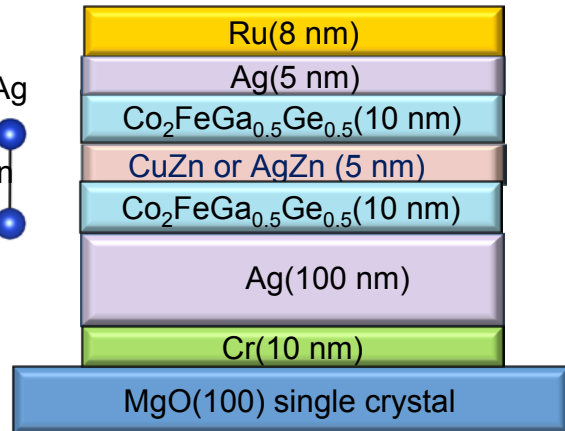 Ru(8 nm)
Ag(5 nm)
Ag
Co₂FeGa₀.₅Ge₀.₅(10 nm)
CuZn or AgZn (5 nm)
Co₂FeGa₀.₅Ge₀.₅(10 nm)
Ag(100 nm)
Cr(10 nm)
MgO(100) single crystal